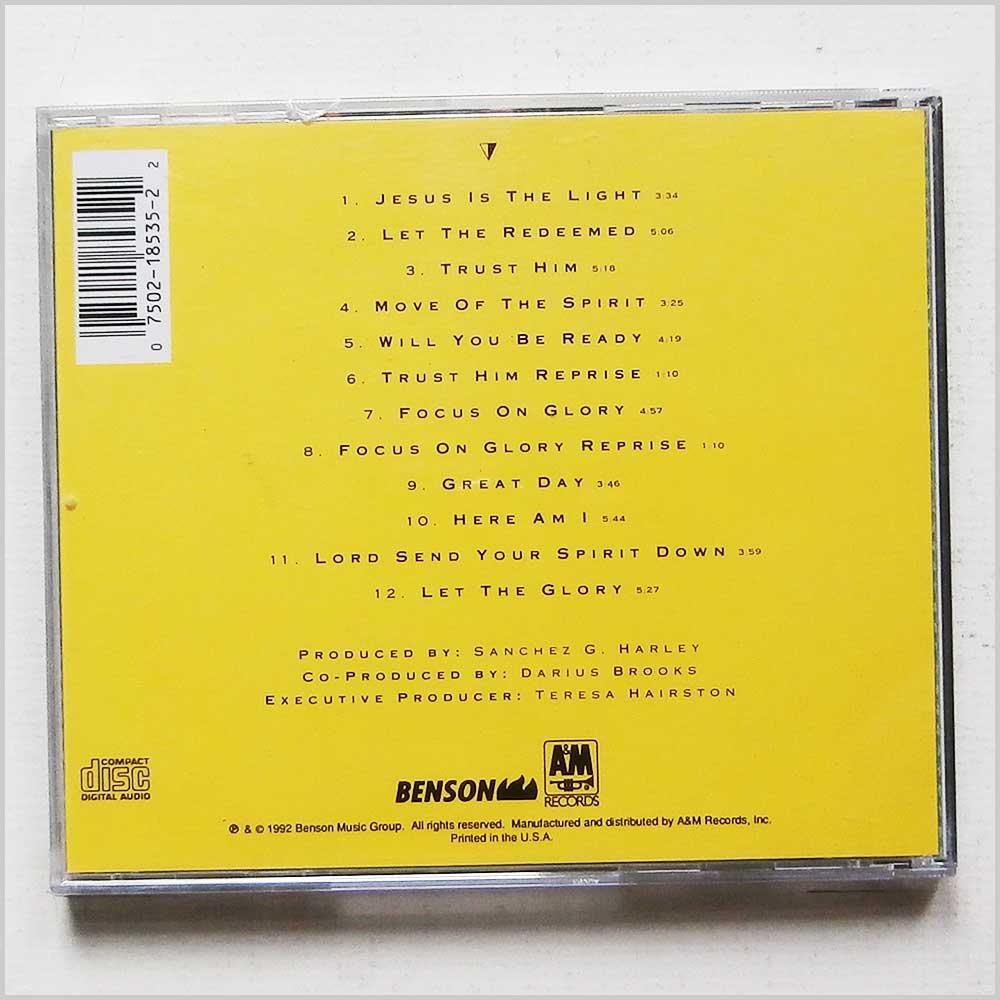 0 7502-18535-2 2
1. Jesus Is The Light 3:34
2. Let The Redeemed 5:06
3. Trust Him 5:18
4. Move Of The Spirit 3:25
5. Will You Be Ready 4:19
6. Trust Him Reprise 1:10
7. Focus On Glory 4:57
8. Focus On Glory Reprise 1:10
9. Great Day 3:46
10. Here Am I 5:44
11. Lord Send Your Spirit Down 3:59
12. Let The Glory 5:27
Produced by: Sanchez G. Harley
Co-Produced by: Darius Brooks
Executive Producer: Teresa Hairston
COMPACT
disc
DIGITAL AUDIO
BENSON
A&M
RECORDS
℗ & © 1992 Benson Music Group. All rights reserved. Manufactured and distributed by A&M Records, Inc.
Printed in the U.S.A.